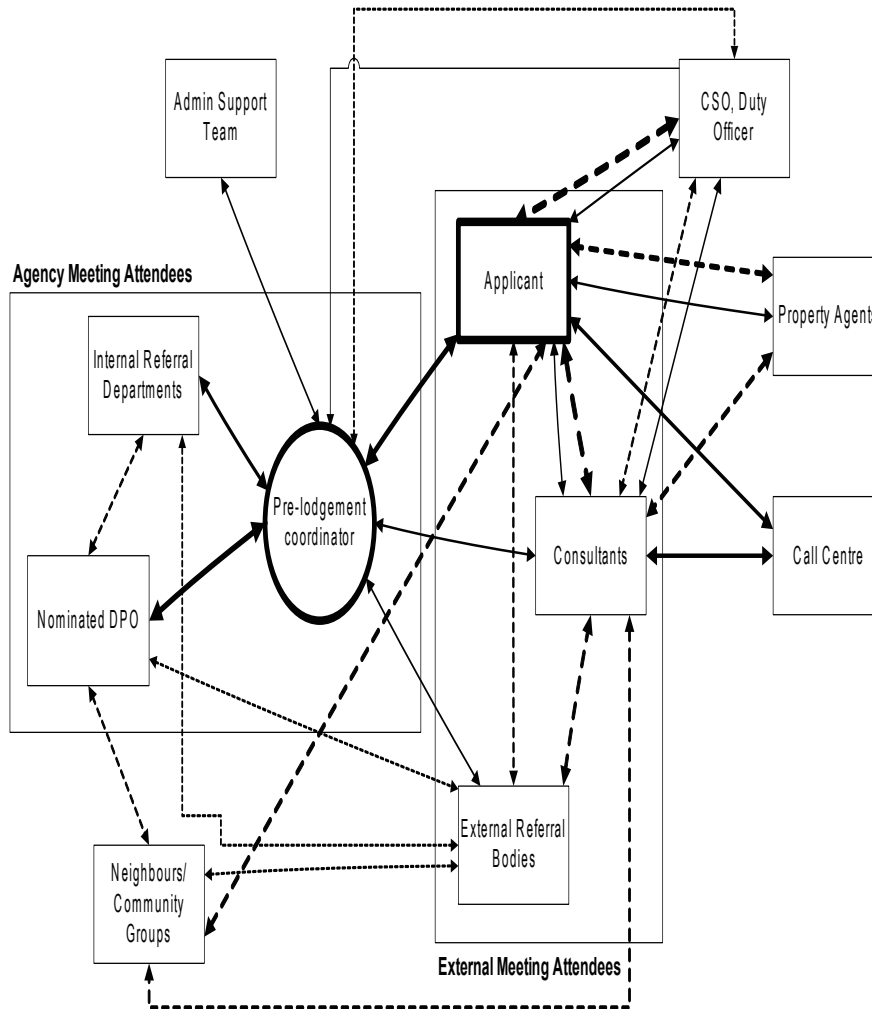 Admin Support
Team
CSO, Duty
Officer
Agency Meeting Attendees
Applicant
Property Agents
Internal Referral
Departments
Pre-lodgement
coordinator
Consultants
Call Centre
Nominated DPO
External Referral
Bodies
Neighbours/
Community
Groups
External Meeting Attendees